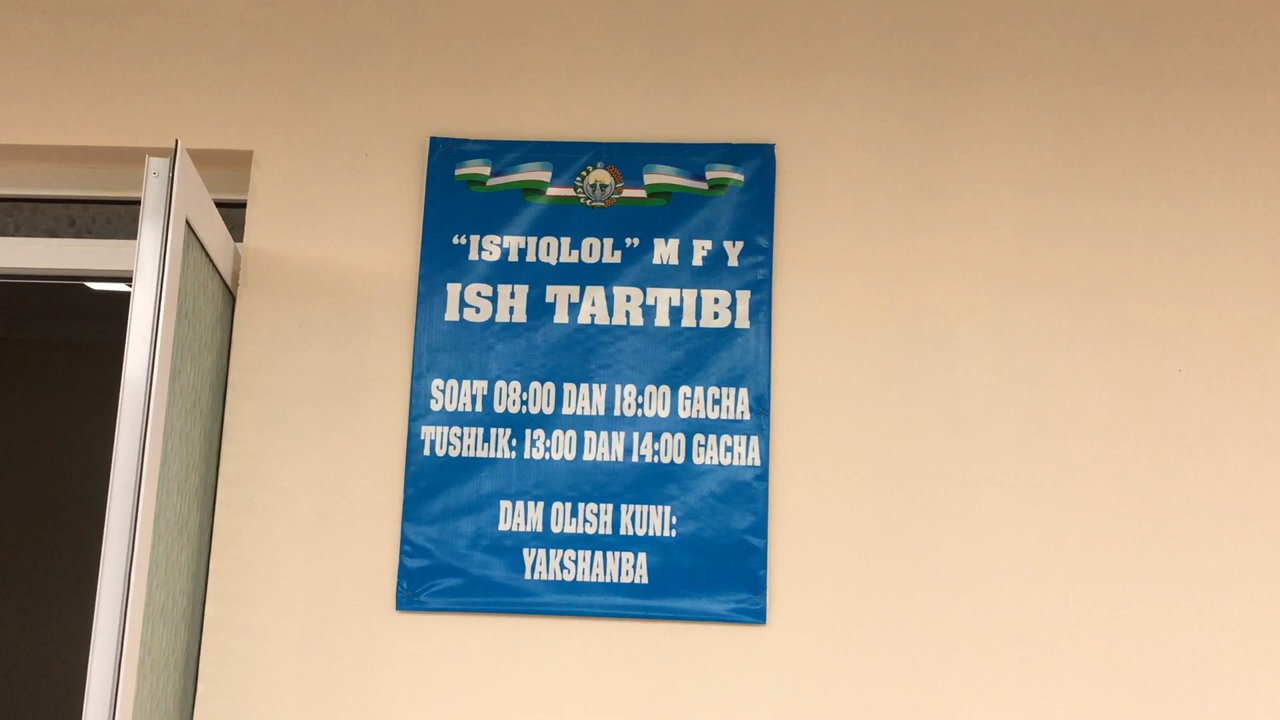 “ISTIQLOL” M F Y
ISH TARTIBI
SOAT 08:00 DAN 18:00 GACHA
TUSHLIK: 13:00 DAN 14:00 GACHA
DAM OLISH KUNI:
YAKSHANBA